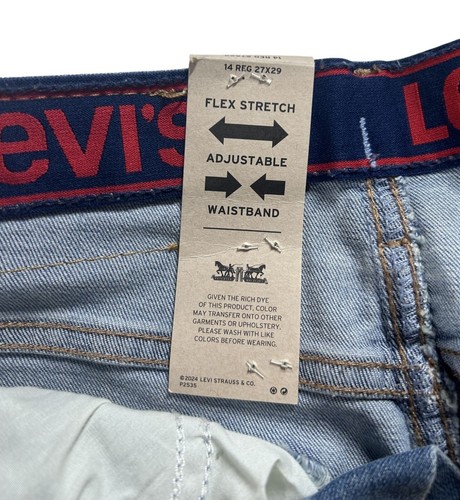 14 REG 27X29
FLEX STRETCH
ADJUSTABLE
WAISTBAND
GIVEN THE RICH DYE
OF THIS PRODUCT, COLOR
MAY TRANSFER ONTO OTHER
GARMENTS OR UPHOLSTERY.
PLEASE WASH WITH LIKE
COLORS BEFORE WEARING.
©2024 LEVI STRAUSS & CO.
P2535
evi's
Le